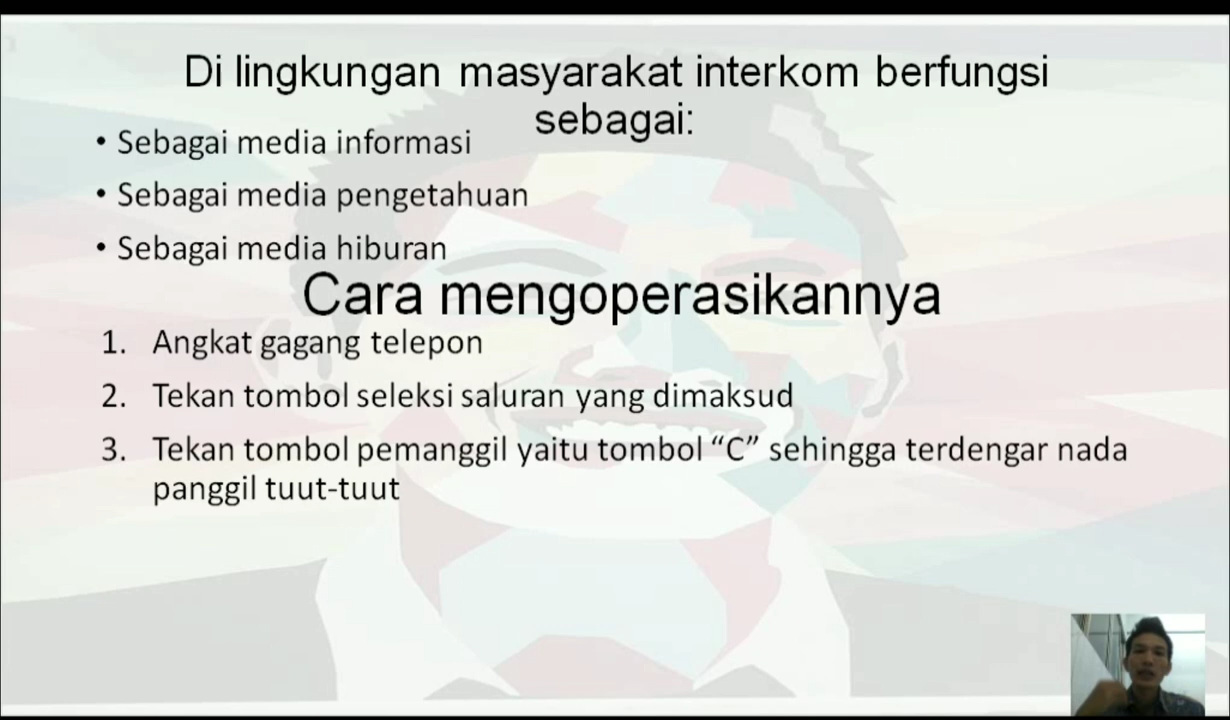 Di lingkungan masyarakat interkom berfungsi
sebagai:
• Sebagai media informasi
• Sebagai media pengetahuan
• Sebagai media hiburan
Cara mengoperasikannya
1. Angkat gagang telepon
2. Tekan tombol seleksi saluran yang dimaksud
3. Tekan tombol pemanggil yaitu tombol “C” sehingga terdengar nada
panggil tuut-tuut